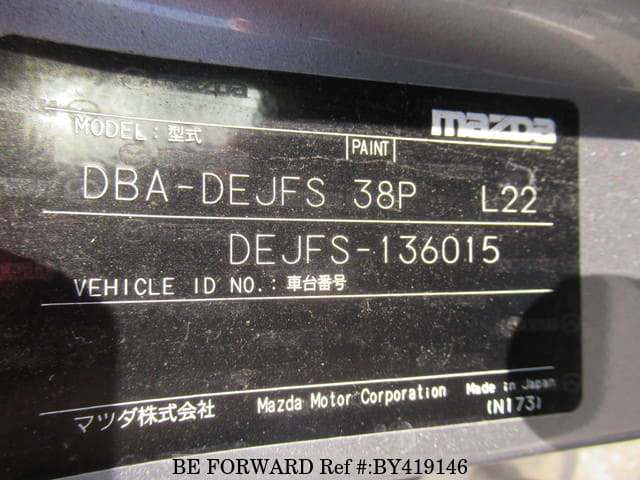 mazda
MODEL : 型式
PAINT
DBA-DEJFS 38P L22
DEJFS-136015
VEHICLE ID NO. : 車台番号
マツダ株式会社 Mazda Motor Corporation Made in Japan
(N173)
BE FORWARD Ref #:BY419146